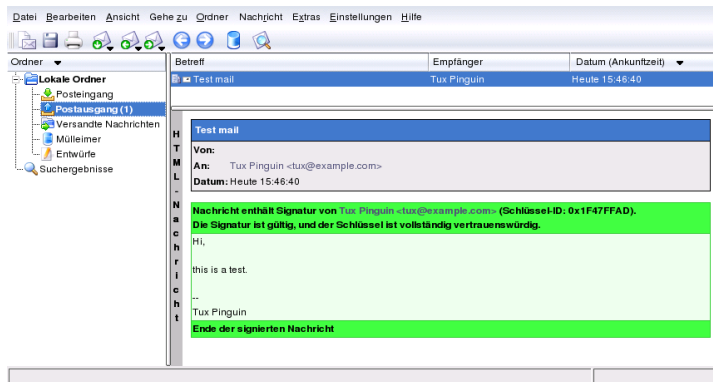 Datei Bearbeiten Ansicht Gehe zu Ordner Nachricht Extras Einstellungen Hilfe
Ordner
Betreff Empfänger Datum (Ankunftzeit)
Lokale Ordner
Posteingang
Postausgang (1)
Versandte Nachrichten
Mülleimer
Entwürfe
Suchergebnisse
Test mail Tux Pinguin Heute 15:46:40
HTML-Nachricht
Test mail
Von:
An: Tux Pinguin <tux@example.com>
Datum: Heute 15:46:40
Nachricht enthält Signatur von Tux Pinguin <tux@example.com> (Schlüssel-ID: 0x1F47FFAD).
Die Signatur ist gültig, und der Schlüssel ist vollständig vertrauenswürdig.
Hi,
this is a test.
--
Tux Pinguin
Ende der signierten Nachricht